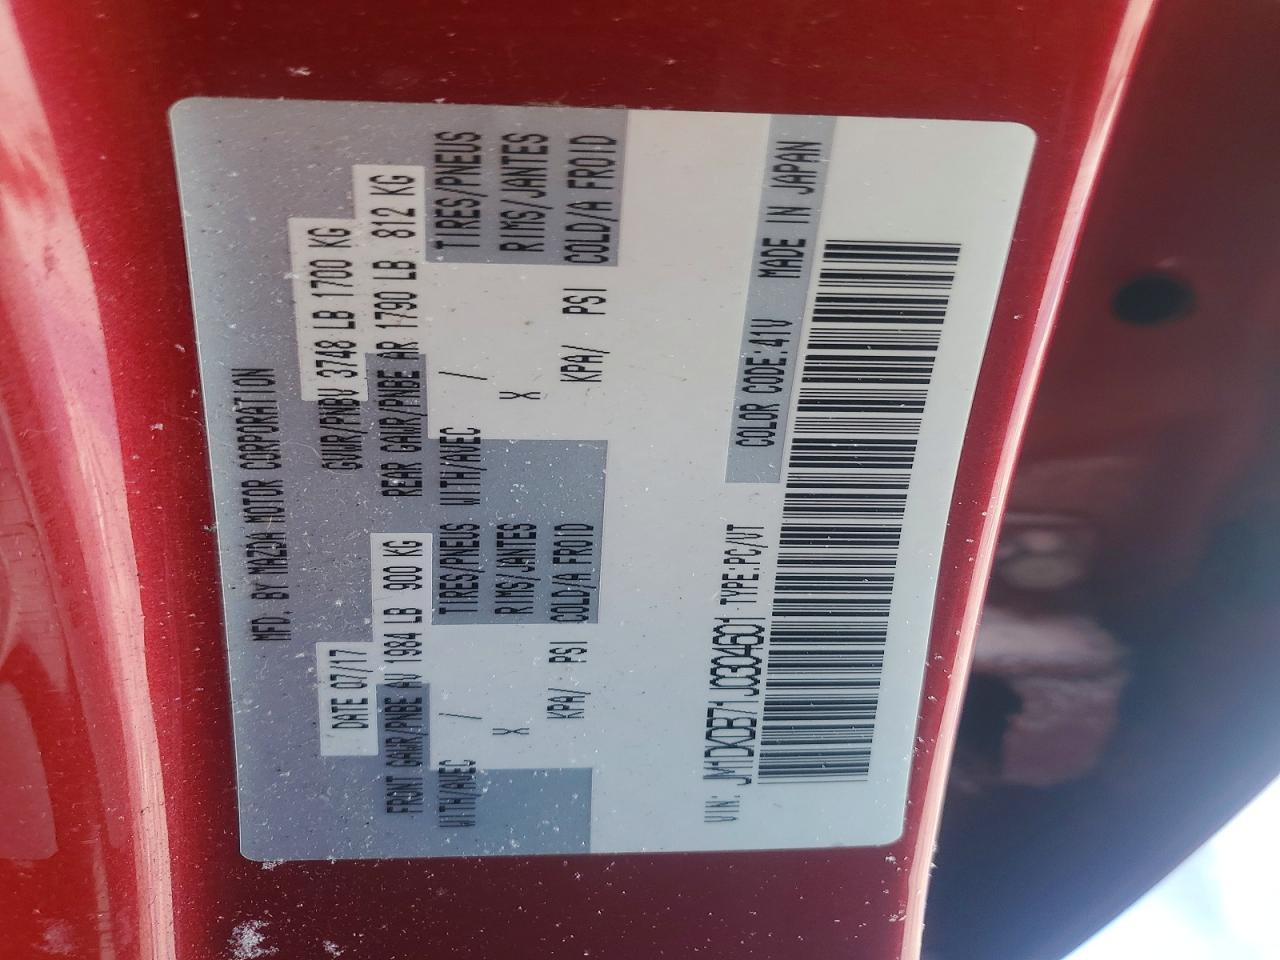 MFD. BY MAZDA MOTOR CORPORATION
DATE 07/17
GVWR/PNBV 3748 LB 1700 KG
FRONT GAWR/PNBE AV 1984 LB 900 KG
REAR GAWR/PNBE AR 1790 LB 812 KG
WITH/AVEC / TIRES/PNEUS WITH/AVEC / TIRES/PNEUS
X RIMS/JANTES X RIMS/JANTES
KPA/ PSI COLD/A FROID KPA/ PSI COLD/A FROID
VIN: JM1DKDB71J0304601 TYPE:PC/VT
COLOR CODE:41V MADE IN JAPAN